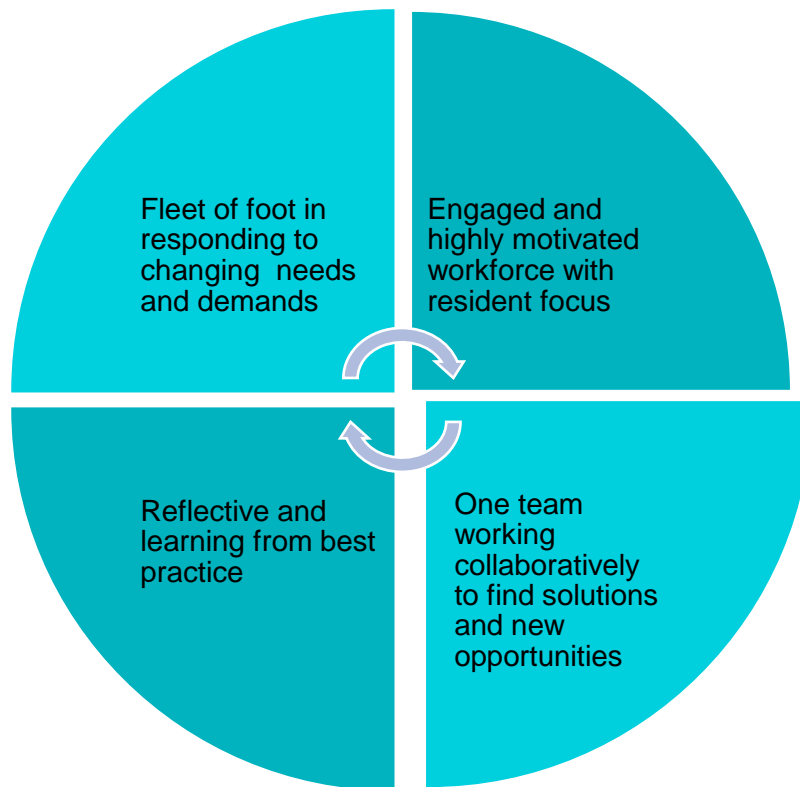 Fleet of foot in
responding to
changing  needs
and demands
Engaged and
highly motivated
workforce with
resident focus
One team
working
collaboratively
to find solutions
and new
opportunities
Reflective and
learning from best
practice